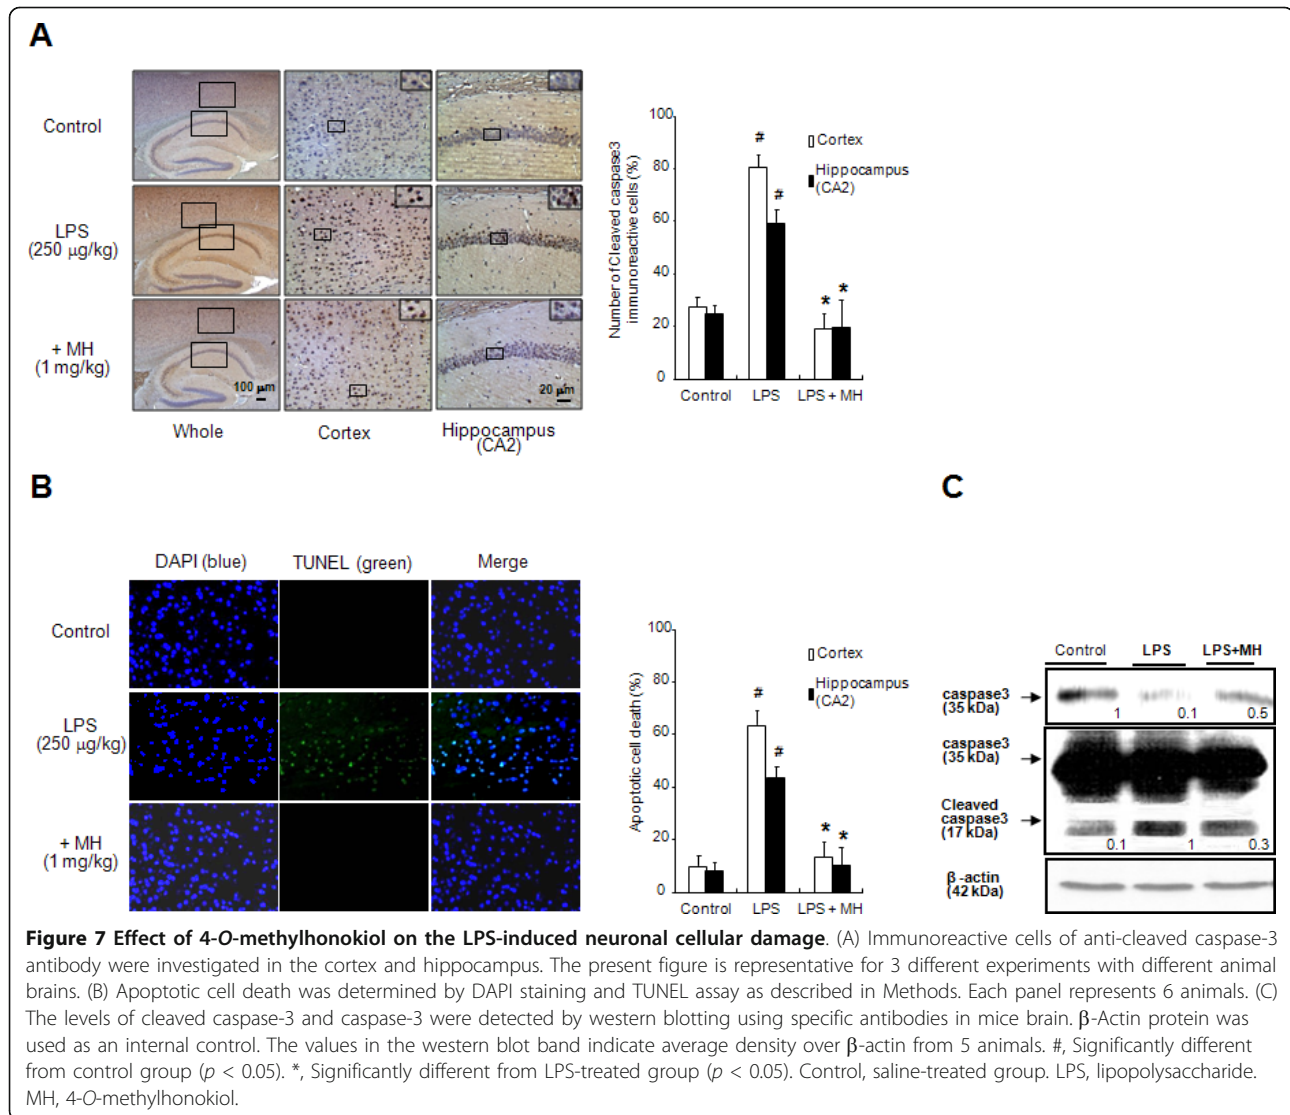 A
Control
LPS
(250 μg/kg)
+ MH
(1 mg/kg)
100 μm
20 μm
Whole
Cortex
Hippocampus
(CA2)
Number of Cleaved caspase3
immunoreactive cells (%)
100
80
60
40
20
0
#
#
*
*
Cortex
Hippocampus
(CA2)
Control
LPS
LPS + MH
B
DAPI (blue)
TUNEL (green)
Merge
Control
LPS
(250 μg/kg)
+ MH
(1 mg/kg)
Apoptotic cell death (%)
100
80
60
40
20
0
#
#
*
*
Cortex
Hippocampus
(CA2)
Control
LPS
LPS + MH
C
Control
LPS
LPS+MH
caspase3
(35 kDa)
1
0.1
0.5
caspase3
(35 kDa)
Cleaved
caspase3
(17 kDa)
0.1
1
0.3
β -actin
(42 kDa)
Figure 7 Effect of 4-O-methylhonokiol on the LPS-induced neuronal cellular damage. (A) Immunoreactive cells of anti-cleaved caspase-3
antibody were investigated in the cortex and hippocampus. The present figure is representative for 3 different experiments with different animal
brains. (B) Apoptotic cell death was determined by DAPI staining and TUNEL assay as described in Methods. Each panel represents 6 animals. (C)
The levels of cleaved caspase-3 and caspase-3 were detected by western blotting using specific antibodies in mice brain. β-Actin protein was
used as an internal control. The values in the western blot band indicate average density over β-actin from 5 animals. #, Significantly different
from control group (p < 0.05). *, Significantly different from LPS-treated group (p < 0.05). Control, saline-treated group. LPS, lipopolysaccharide.
MH, 4-O-methylhonokiol.